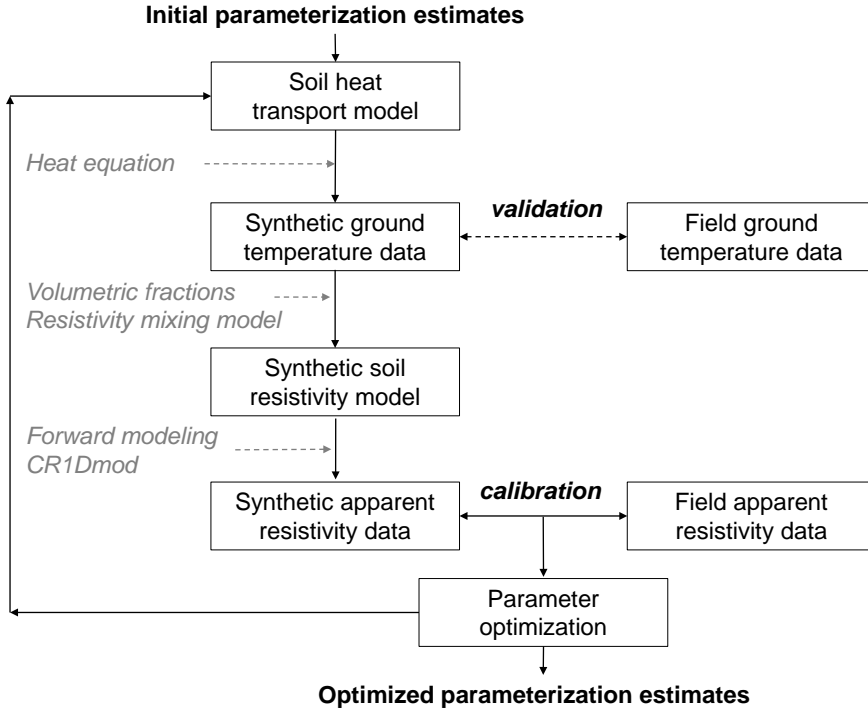 Initial parameterization estimates
Soil heat
transport model
Heat equation
Synthetic ground
temperature data
validation
Field ground
temperature data
Volumetric fractions
Resistivity mixing model
Synthetic soil
resistivity model
Forward modeling
CR1Dmod
Synthetic apparent
resistivity data
calibration
Field apparent
resistivity data
Parameter
optimization
Optimized parameterization estimates